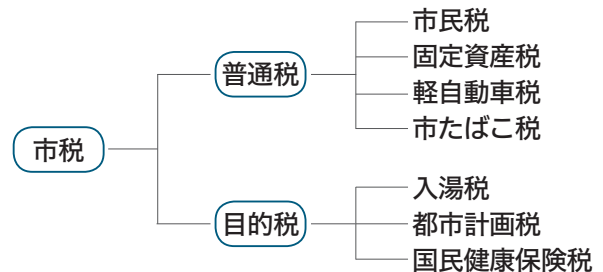 市税
普通税
市民税
固定資産税
軽自動車税
市たばこ税
目的税
入湯税
都市計画税
国民健康保険税